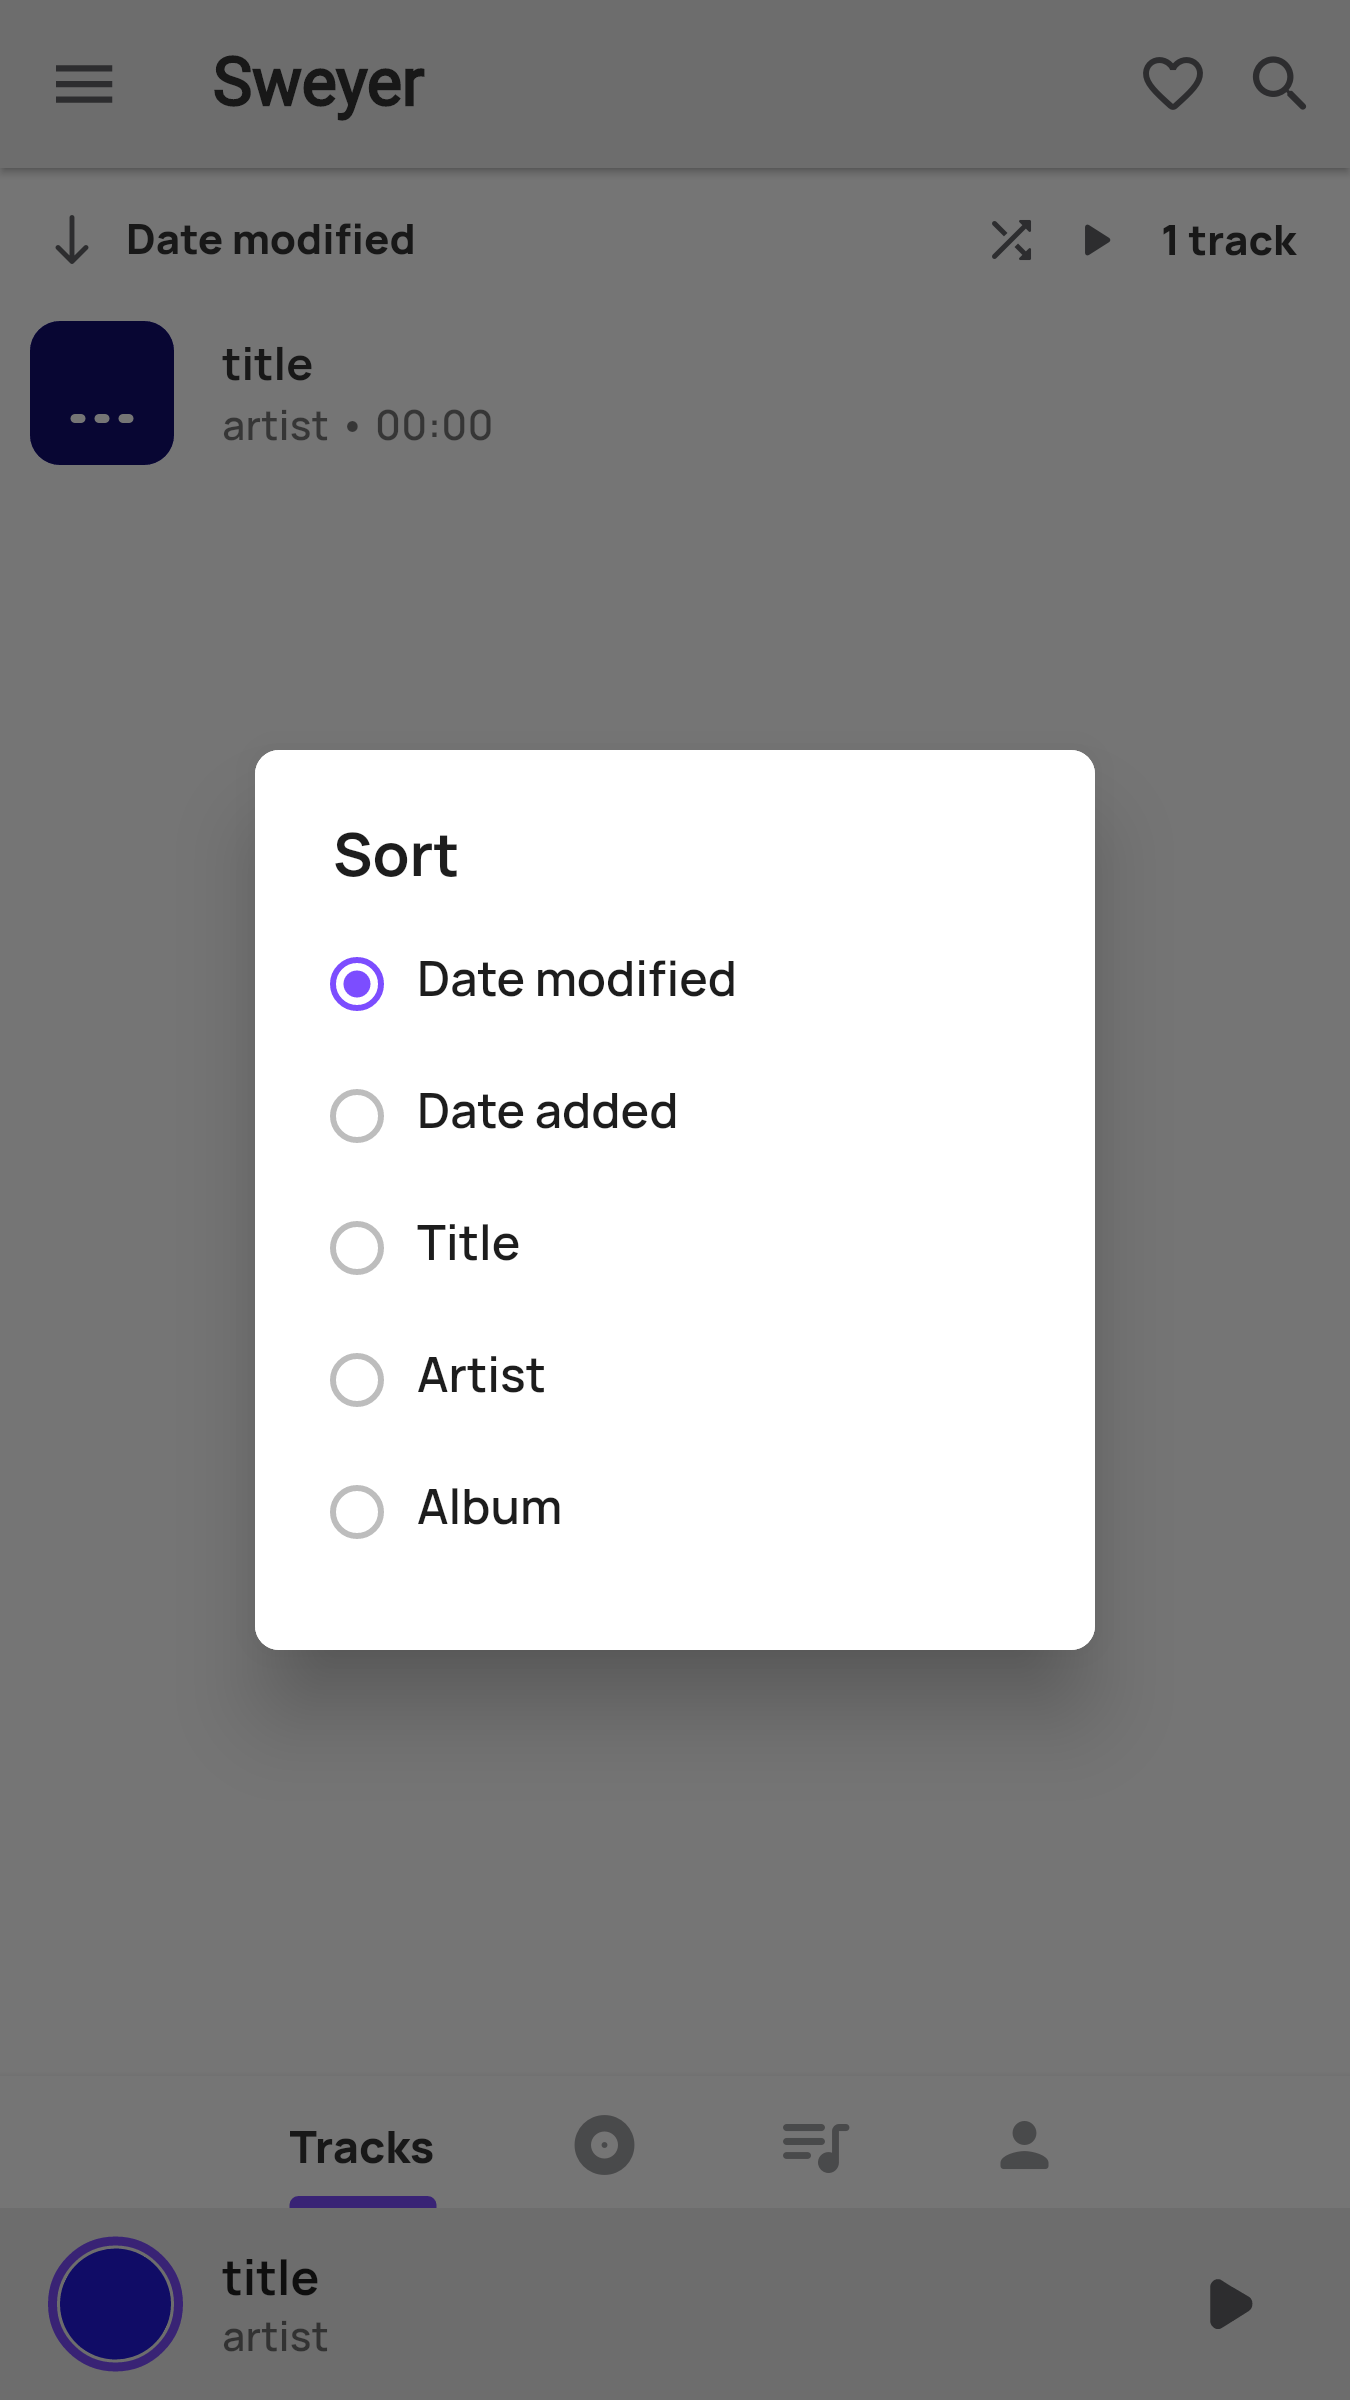 Sweyer
Date modified
1 track
title
artist • 00:00
Sort
Date modified
Date added
Title
Artist
Album
Tracks
title
artist